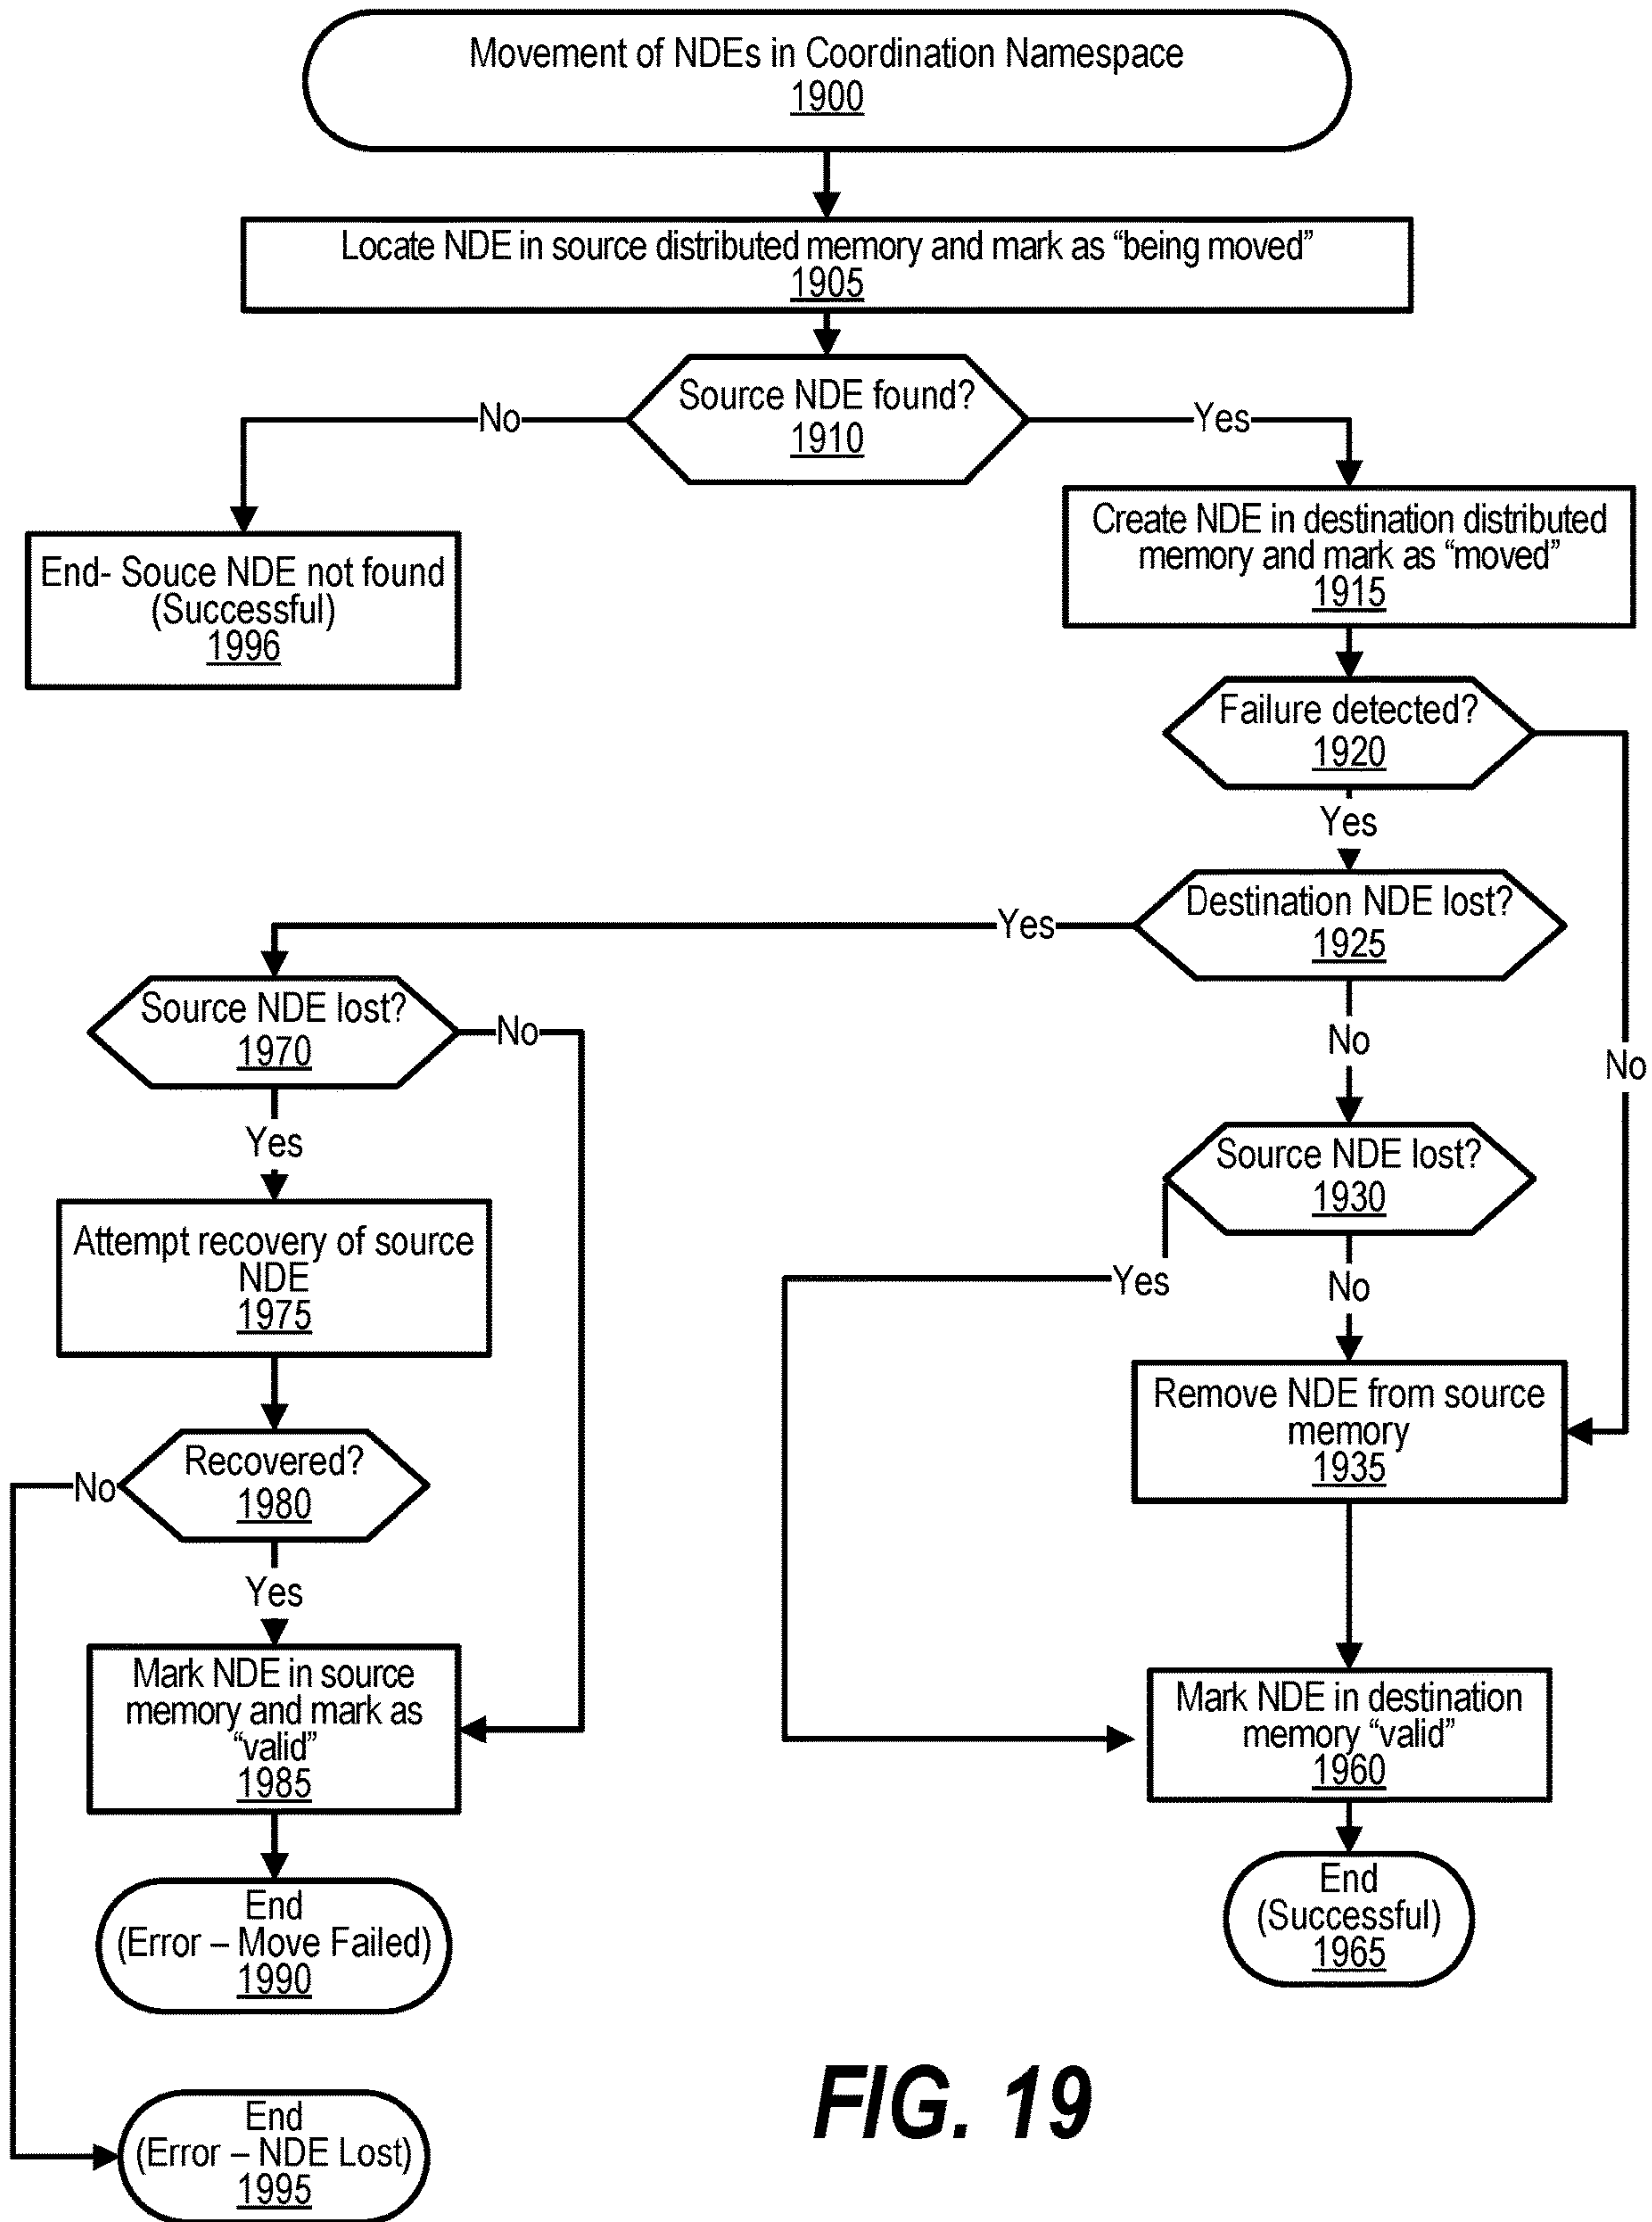 Movement of NDEs in Coordination Namespace
1900
Locate NDE in source distributed memory and mark as “being moved”
1905
Source NDE found?
1910
No
Yes
End- Souce NDE not found
(Successful)
1996
Create NDE in destination distributed
memory and mark as “moved”
1915
Failure detected?
1920
Yes
No
Destination NDE lost?
1925
Yes
No
Source NDE lost?
1970
No
Yes
Source NDE lost?
1930
Yes
No
Attempt recovery of source
NDE
1975
Remove NDE from source
memory
1935
Recovered?
1980
No
Yes
Mark NDE in source
memory and mark as
“valid”
1985
Mark NDE in destination
memory “valid”
1960
End
(Error – Move Failed)
1990
End
(Successful)
1965
End
(Error – NDE Lost)
1995
FIG. 19